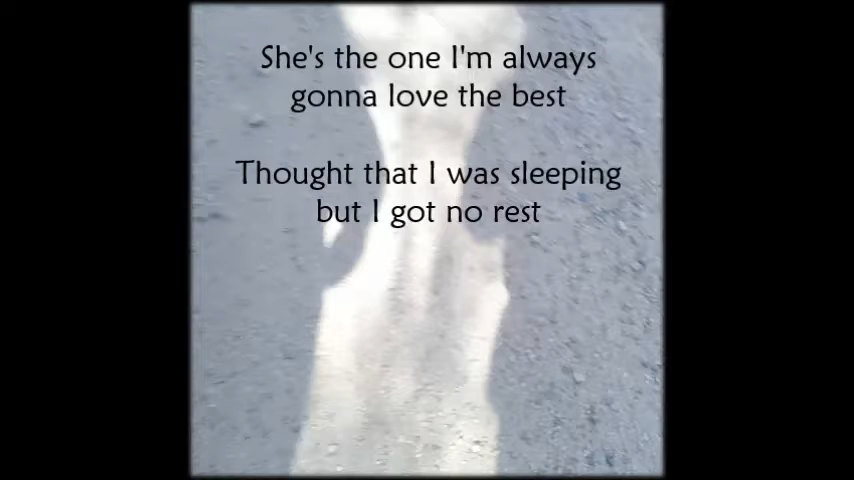 She's the one I'm always
gonna love the best
Thought that I was sleeping
but I got no rest